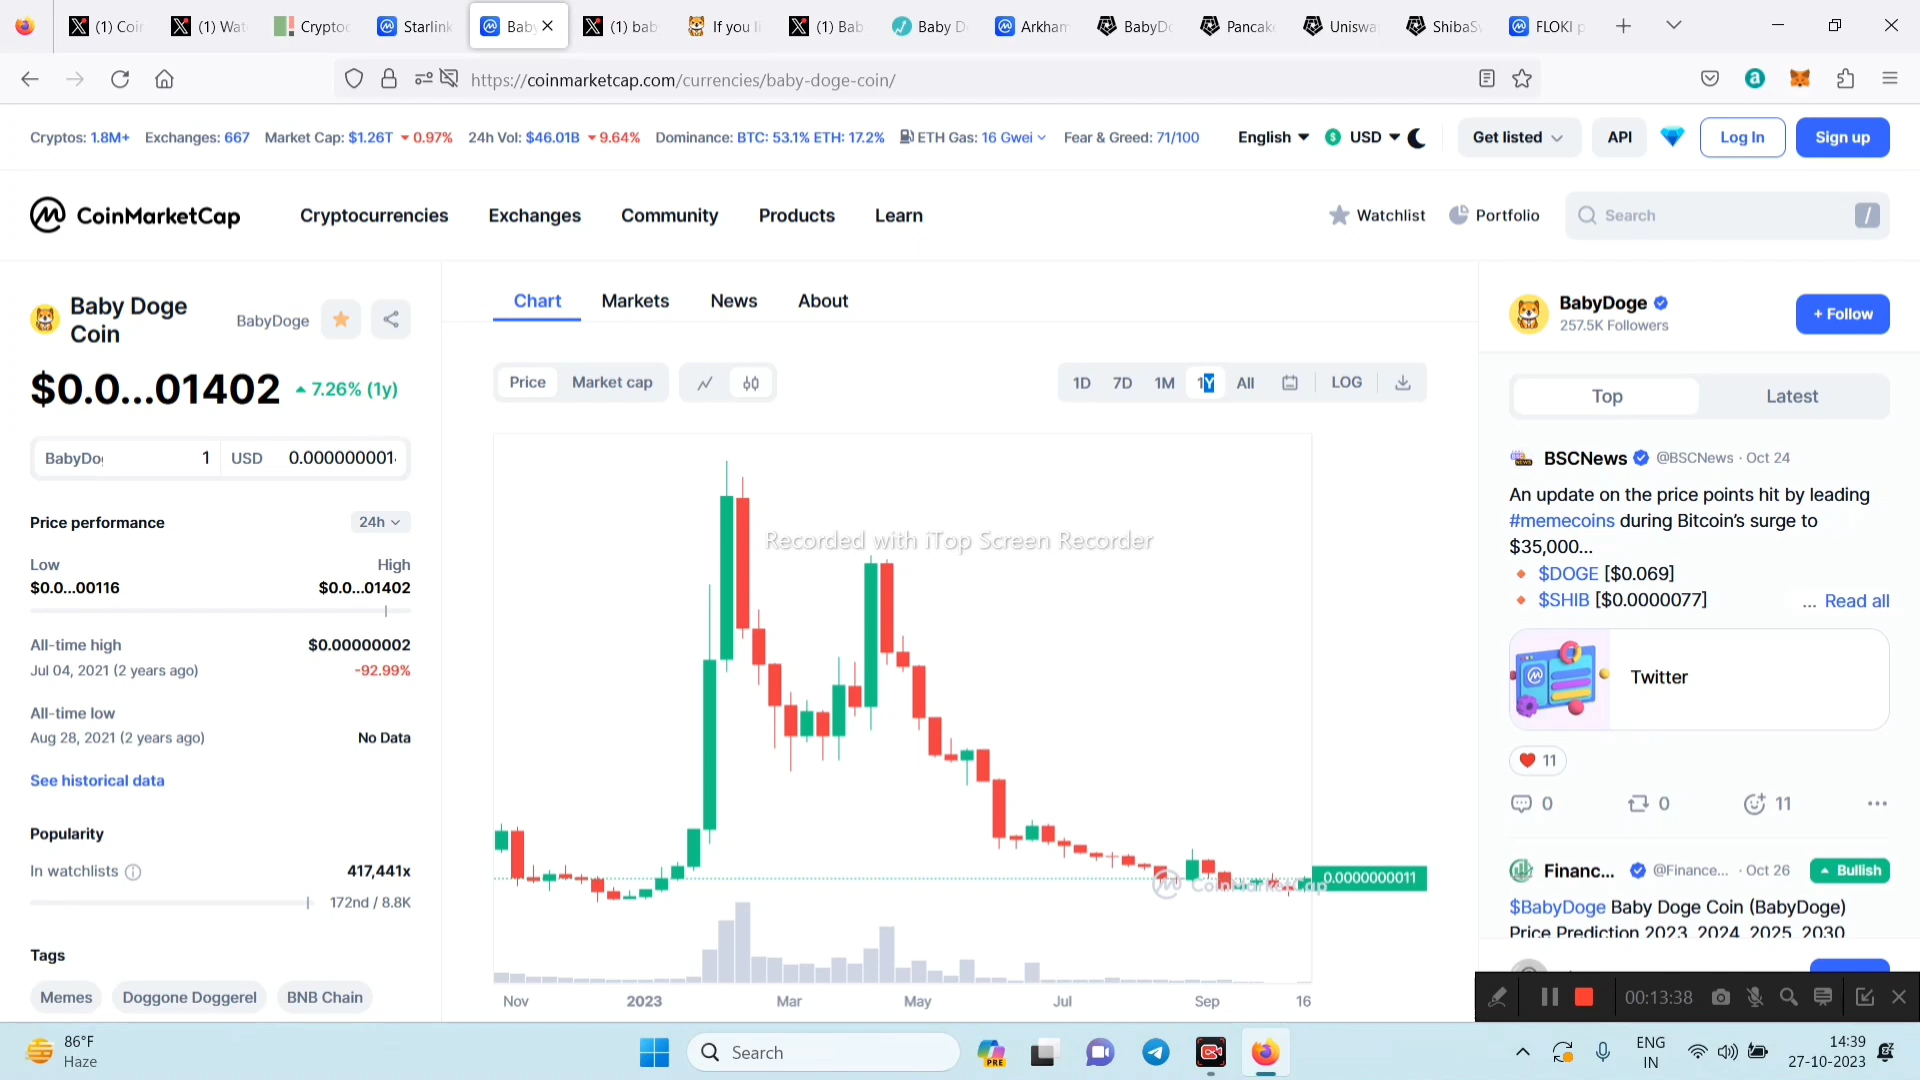 (1) Coin
(1) Wat
Crypto
Starlink
Baby
(1) bab
If you li
(1) Bab
Baby D
Arkham
BabyDo
Pancake
Uniswa
ShibaSw
FLOKI p
https://coinmarketcap.com/currencies/baby-doge-coin/
Cryptos: 1.8M+ Exchanges: 667 Market Cap: $1.26T 0.97% 24h Vol: $46.01B 9.64% Dominance: BTC: 53.1% ETH: 17.2% ETH Gas: 16 Gwei Fear & Greed: 71/100
English USD Get listed API Log In Sign up
CoinMarketCap
Cryptocurrencies Exchanges Community Products Learn
Watchlist Portfolio Search /
Baby Doge
Coin
BabyDoge
$0.0...01402 7.26% (1y)
BabyDo 1 USD 0.000000001
Price performance 24h
Low High
$0.0...00116 $0.0...01402
All-time high $0.00000002
Jul 04, 2021 (2 years ago) -92.99%
All-time low
Aug 28, 2021 (2 years ago) No Data
See historical data
Popularity
In watchlists 417,441x
172nd / 8.8K
Tags
Memes Doggone Doggerel BNB Chain
Chart Markets News About
Price Market cap
1D 7D 1M 1Y All LOG
Recorded with iTop Screen Recorder
0.0000000011
CoinMarketCap
Nov 2023 Mar May Jul Sep 16
BabyDoge
257.5K Followers
+ Follow
Top Latest
BSCNews @BSCNews · Oct 24
An update on the price points hit by leading
#memecoins during Bitcoin’s surge to
$35,000...
$DOGE [$0.069]
$SHIB [$0.0000077] ... Read all
Twitter
11
0 0 11
Financ... @Finance... · Oct 26 Bullish
$BabyDoge Baby Doge Coin (BabyDoge)
Price Prediction 2023, 2024, 2025, 2030
00:13:38
86°F
Haze
Search
PRE
ENG
IN
14:39
27-10-2023